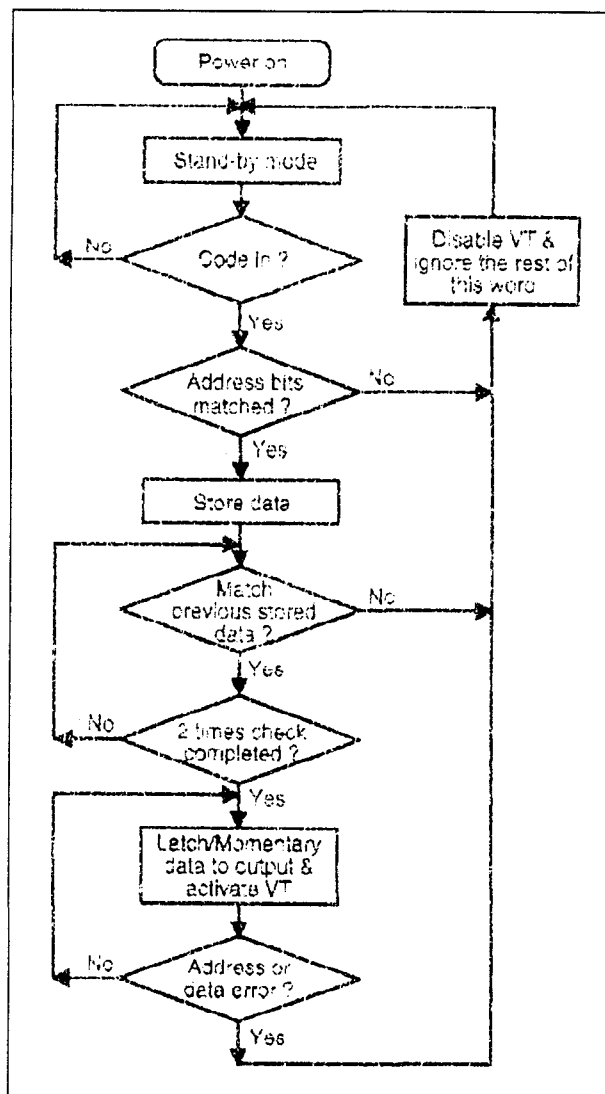 Power on
Stand-by mode
No
Code in ?
Disable VT &
ignore the rest of
this word
Yes
Address bits
matched ?
No
Yes
Store data
Match
previous stored
data ?
No
Yes
No
2 times check
completed ?
Yes
Latch/Momentary
data to output &
activate VT
No
Address or
data error ?
Yes